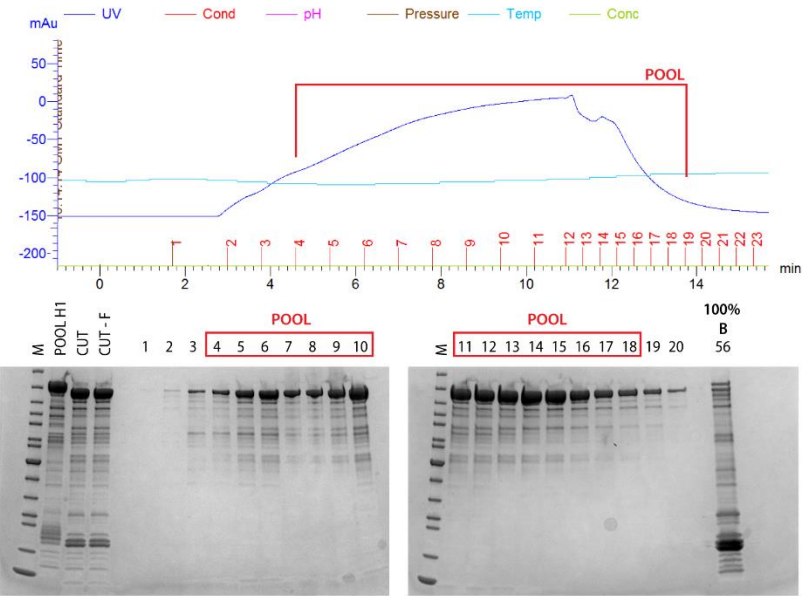 mAu
UV Cond pH Pressure Temp Conc
POOL
50
0
-50
-100
-150
-200
1 2 3 4 5 6 7 8 9 10 11 12 13 14 15 16 17 18 19 20 21 22 23
0 2 4 6 8 10 12 14 min
M POOL H1 CUT CUT - F 1 2 3 POOL 4 5 6 7 8 9 10
M POOL 11 12 13 14 15 16 17 18 19 20 100% B 56